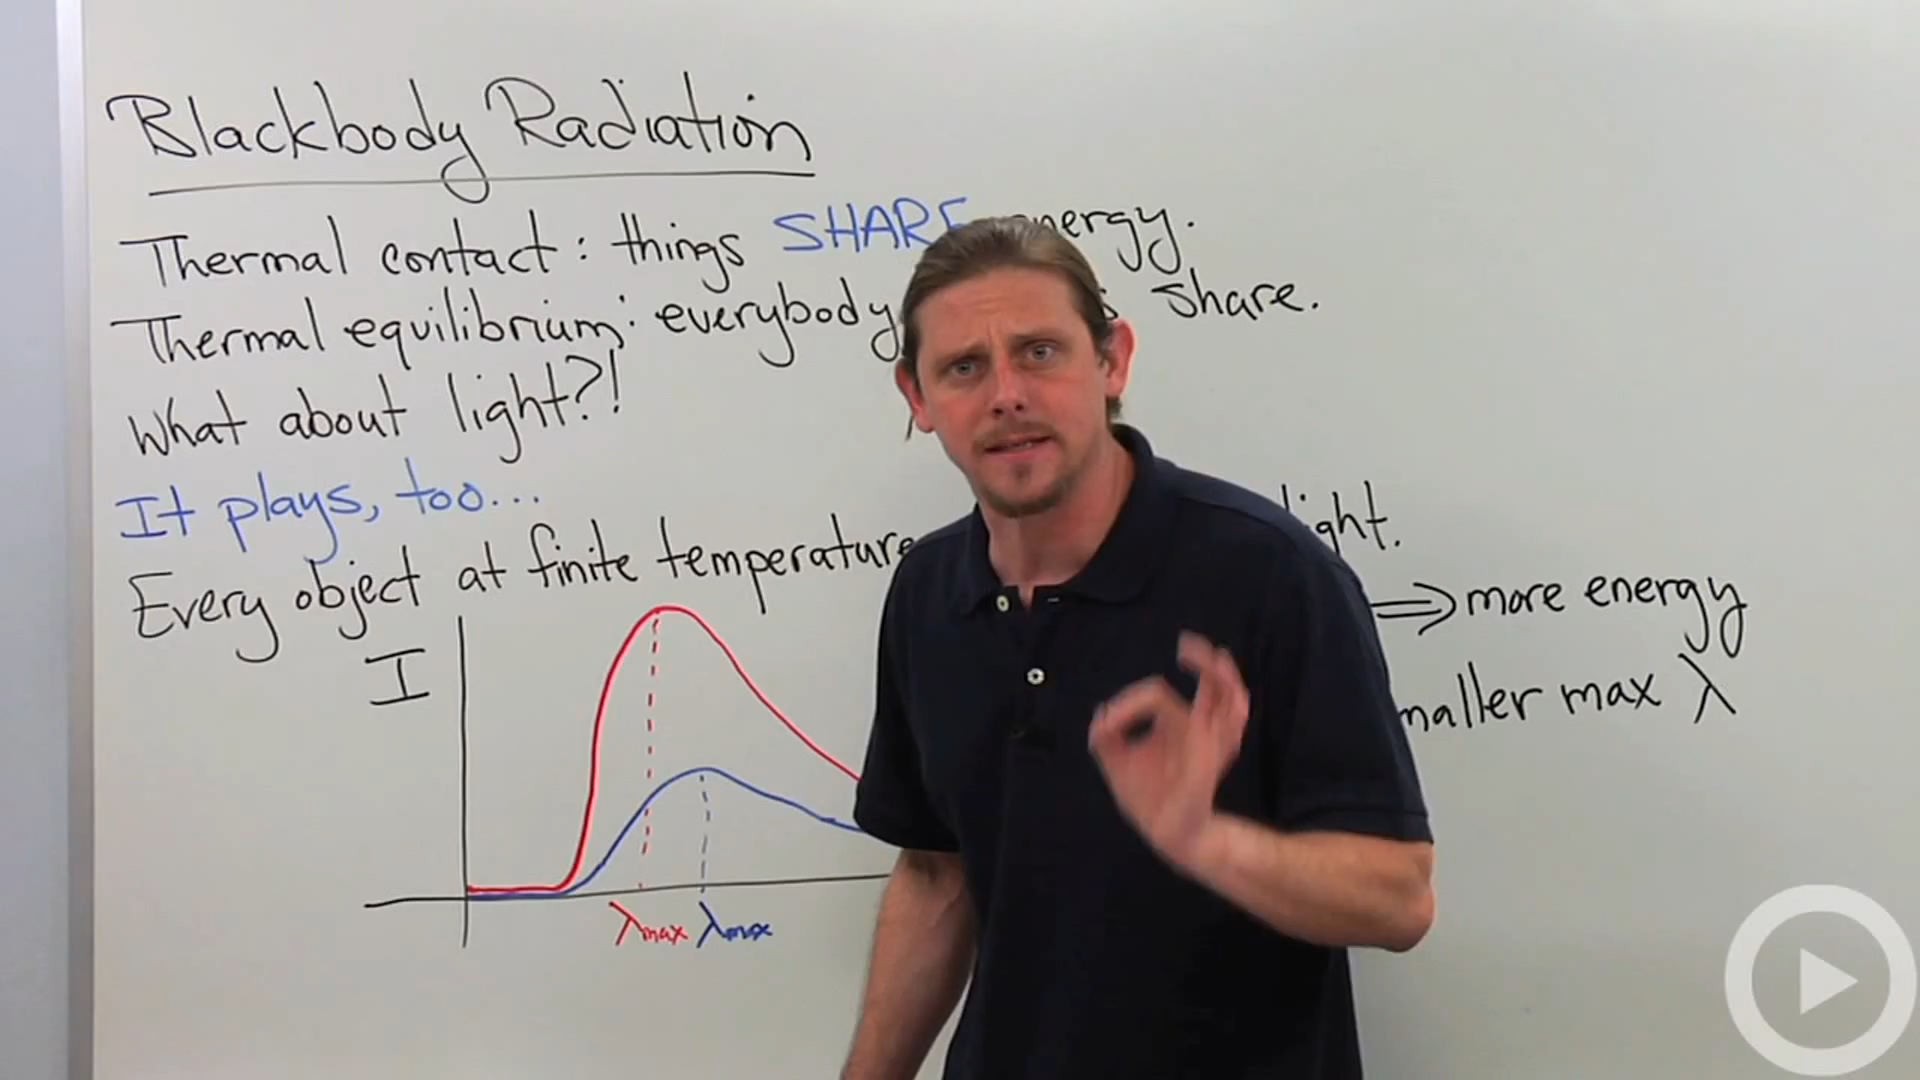 Blackbody Radiation
Thermal contact: things SHARE energy.
Thermal equilibrium: everybody share.
What about light?!
It plays, too...
Every object at finite temperature light.
⟹ more energy
smaller max λ
I
λmax λmax